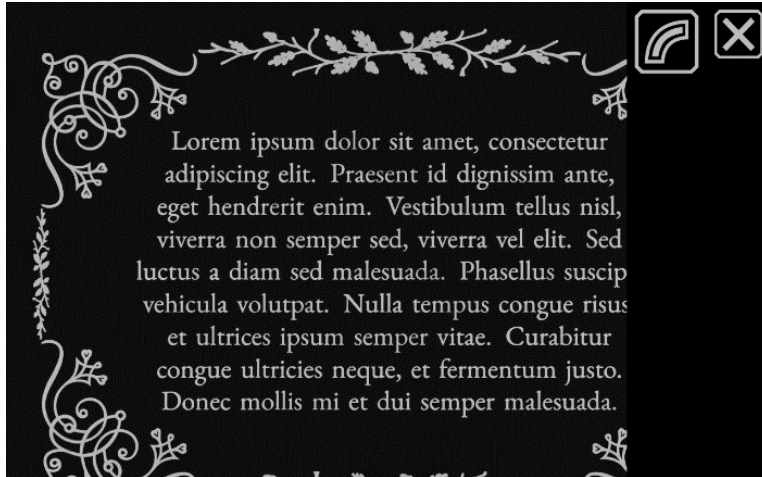 Lorem ipsum dolor sit amet, consectetur
adipiscing elit. Praesent id dignissim ante,
eget hendrerit enim. Vestibulum tellus nisl,
viverra non semper sed, viverra vel elit. Sed
luctus a diam sed malesuada. Phasellus suscip
vehicula volutpat. Nulla tempus congue risus
et ultrices ipsum semper vitae. Curabitur
congue ultricies neque, et fermentum justo.
Donec mollis mi et dui semper malesuada.